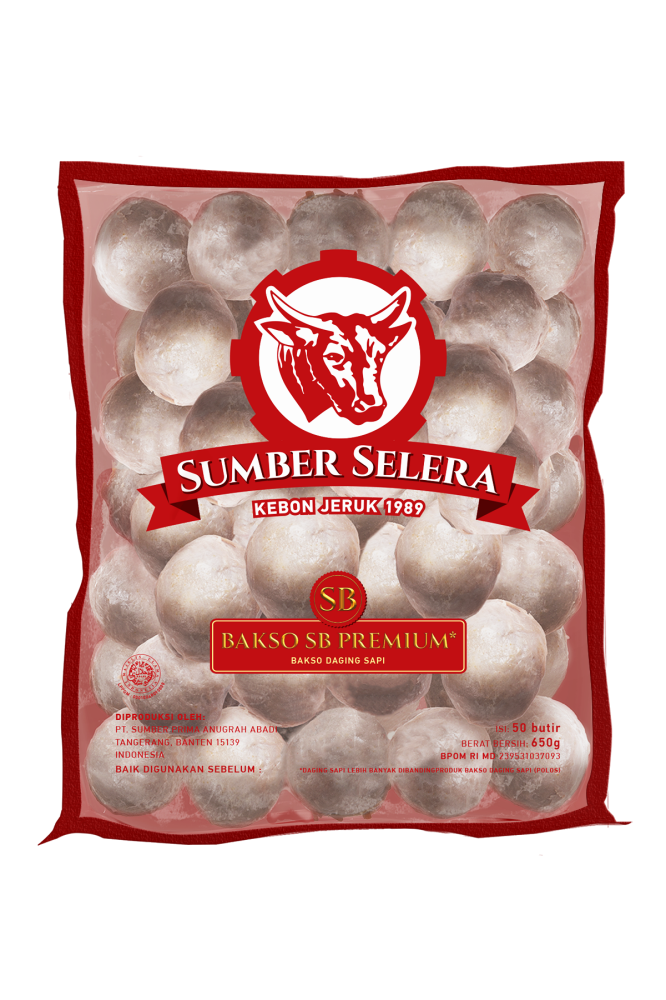 SUMBER SELERA
KEBON JERUK 1989
SB
BAKSO SB PREMIUM*
BAKSO DAGING SAPI
DIPRODUKSI OLEH:
PT. SUMBER PRIMA ANUGRAH ABADI
TANGERANG, BANTEN 15139
INDONESIA
BAIK DIGUNAKAN SEBELUM :
ISI 50 butir
BERAT BERSIH: 650g
BPOM RI MD 239531037093
*DAGING SAPI LEBIH BANYAK DIBANDINGPRODUK BAKSO DAGING SAPI (POLOS)